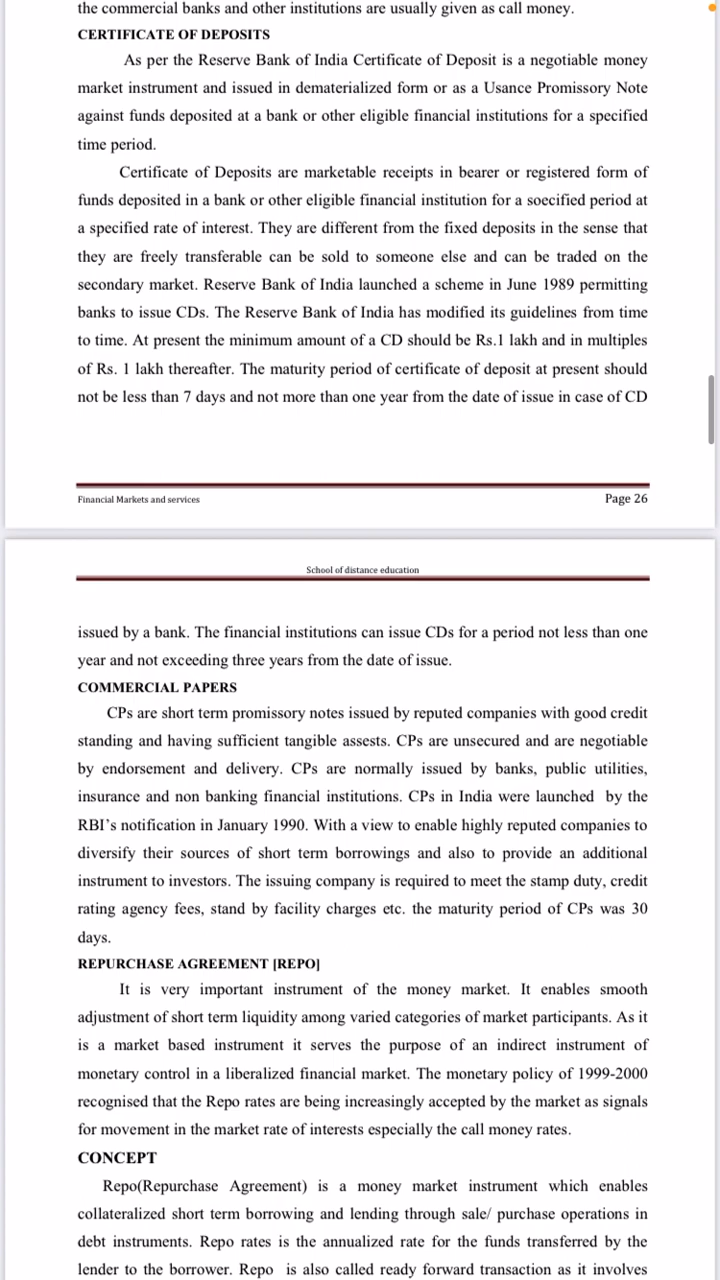 the commercial banks and other institutions are usually given as call money.
CERTIFICATE OF DEPOSITS
As per the Reserve Bank of India Certificate of Deposit is a negotiable money
market instrument and issued in dematerialized form or as a Usance Promissory Note
against funds deposited at a bank or other eligible financial institutions for a specified
time period.
Certificate of Deposits are marketable receipts in bearer or registered form of
funds deposited in a bank or other eligible financial institution for a soecified period at
a specified rate of interest. They are different from the fixed deposits in the sense that
they are freely transferable can be sold to someone else and can be traded on the
secondary market. Reserve Bank of India launched a scheme in June 1989 permitting
banks to issue CDs. The Reserve Bank of India has modified its guidelines from time
to time. At present the minimum amount of a CD should be Rs.1 lakh and in multiples
of Rs. 1 lakh thereafter. The maturity period of certificate of deposit at present should
not be less than 7 days and not more than one year from the date of issue in case of CD
Financial Markets and services Page 26
School of distance education
issued by a bank. The financial institutions can issue CDs for a period not less than one
year and not exceeding three years from the date of issue.
COMMERCIAL PAPERS
CPs are short term promissory notes issued by reputed companies with good credit
standing and having sufficient tangible assests. CPs are unsecured and are negotiable
by endorsement and delivery. CPs are normally issued by banks, public utilities,
insurance and non banking financial institutions. CPs in India were launched by the
RBI's notification in January 1990. With a view to enable highly reputed companies to
diversify their sources of short term borrowings and also to provide an additional
instrument to investors. The issuing company is required to meet the stamp duty, credit
rating agency fees, stand by facility charges etc. the maturity period of CPs was 30
days.
REPURCHASE AGREEMENT [REPO]
It is very important instrument of the money market. It enables smooth
adjustment of short term liquidity among varied categories of market participants. As it
is a market based instrument it serves the purpose of an indirect instrument of
monetary control in a liberalized financial market. The monetary policy of 1999-2000
recognised that the Repo rates are being increasingly accepted by the market as signals
for movement in the market rate of interests especially the call money rates.
CONCEPT
Repo(Repurchase Agreement) is a money market instrument which enables
collateralized short term borrowing and lending through sale/ purchase operations in
debt instruments. Repo rates is the annualized rate for the funds transferred by the
lender to the borrower. Repo is also called ready forward transaction as it involves